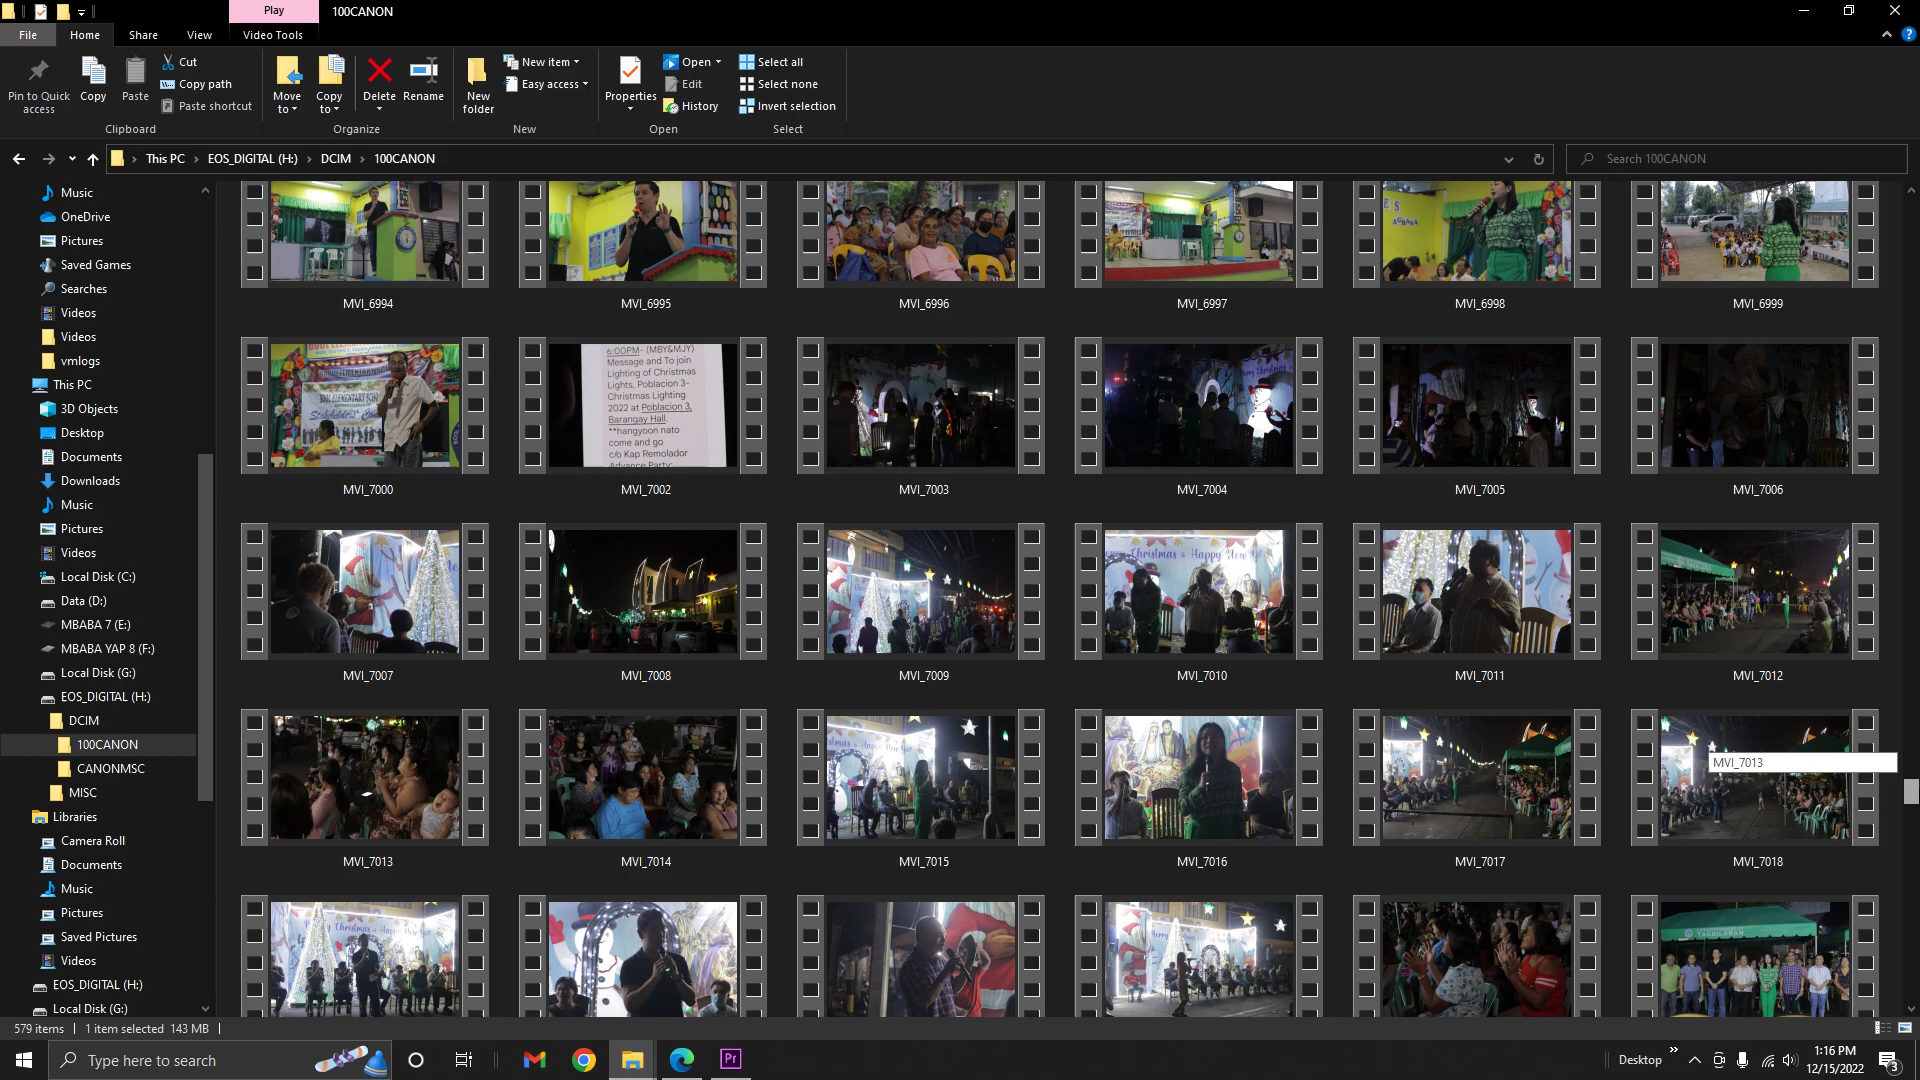 Play
100CANON
File
Home
Share
View
Video Tools
Pin to Quick
access
Copy
Paste
Cut
Copy path
Paste shortcut
Clipboard
Move
to
Copy
to
Delete
Rename
Organize
New
folder
New item
Easy access
New
Properties
Open
Edit
History
Open
Select all
Select none
Invert selection
Select
This PC
EOS_DIGITAL (H:)
DCIM
100CANON
Search 100CANON
Music
OneDrive
Pictures
Saved Games
Searches
Videos
Videos
vmlogs
This PC
3D Objects
Desktop
Documents
Downloads
Music
Pictures
Videos
Local Disk (C:)
Data (D:)
MBABA 7 (E:)
MBABA YAP 8 (F:)
Local Disk (G:)
EOS_DIGITAL (H:)
DCIM
100CANON
CANONMSC
MISC
Libraries
Camera Roll
Documents
Music
Pictures
Saved Pictures
Videos
EOS_DIGITAL (H:)
Local Disk (G:)
MVI_6994
MVI_6995
MVI_6996
MVI_6997
MVI_6998
MVI_6999
6:00PM- (MBY&MJY)
Message and To join
Lighting of Christmas
Lights, Poblacion 3-
Christmas Lighting
2022 at Poblacion 3,
Barangay Hall.
**hangyoon nato
come and go
c/o Kap Remolador
Advance Party:
MVI_7000
MVI_7002
MVI_7003
MVI_7004
MVI_7005
MVI_7006
Christmas & Happy New Ye
MVI_7007
MVI_7008
MVI_7009
MVI_7010
MVI_7011
MVI_7012
MVI_7013
MVI_7013
MVI_7014
MVI_7015
MVI_7016
MVI_7017
MVI_7018
TAGBILARAN
579 items
1 item selected 143 MB
Type here to search
Pr
Desktop
1:16 PM
12/15/2022
3